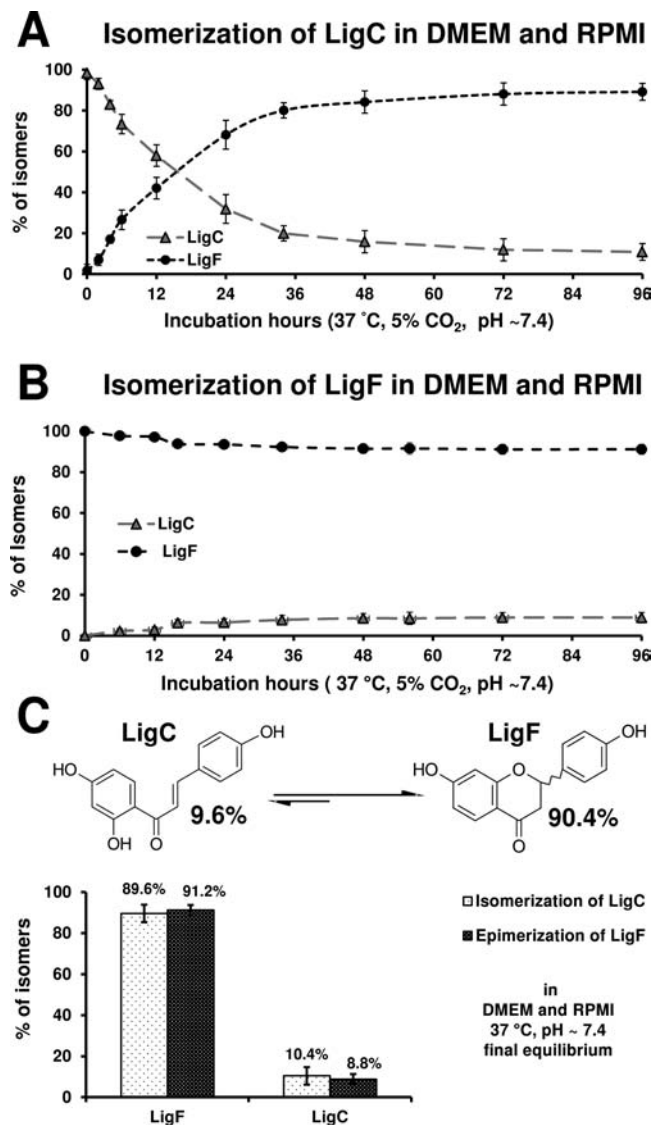 A Isomerization of LigC in DMEM and RPMI
100
80
60
40
20
0
% of isomers
LigC
LigF
0 12 24 36 48 60 72 84 96
Incubation hours (37 °C, 5% CO₂, pH ~7.4)
B Isomerization of LigF in DMEM and RPMI
100
80
60
40
20
0
% of Isomers
LigC
LigF
0 12 24 36 48 60 72 84 96
Incubation hours ( 37 °C, 5% CO₂, pH ~7.4)
C
LigC LigF
OH
HO
OH O
9.6%
OH
HO
O
O
90.4%
100
80
60
40
20
0
% of isomers
89.6% 91.2%
10.4% 8.8%
LigF LigC
Isomerization of LigC
Epimerization of LigF
in
DMEM and RPMI
37 °C, pH ~ 7.4
final equilibrium